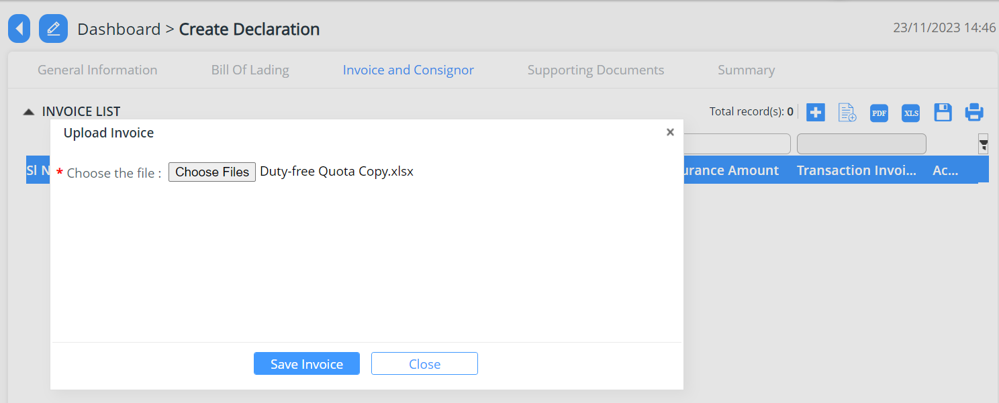 Dashboard > Create Declaration
23/11/2023 14:46
General Information
Bill Of Lading
Invoice and Consignor
Supporting Documents
Summary
INVOICE LIST
Total record(s): 0
PDF
XLS
Upload Invoice
×
* Choose the file :
Choose Files
Duty-free Quota Copy.xlsx
Sl N
urance Amount
Transaction Invoi...
Ac...
Save Invoice
Close